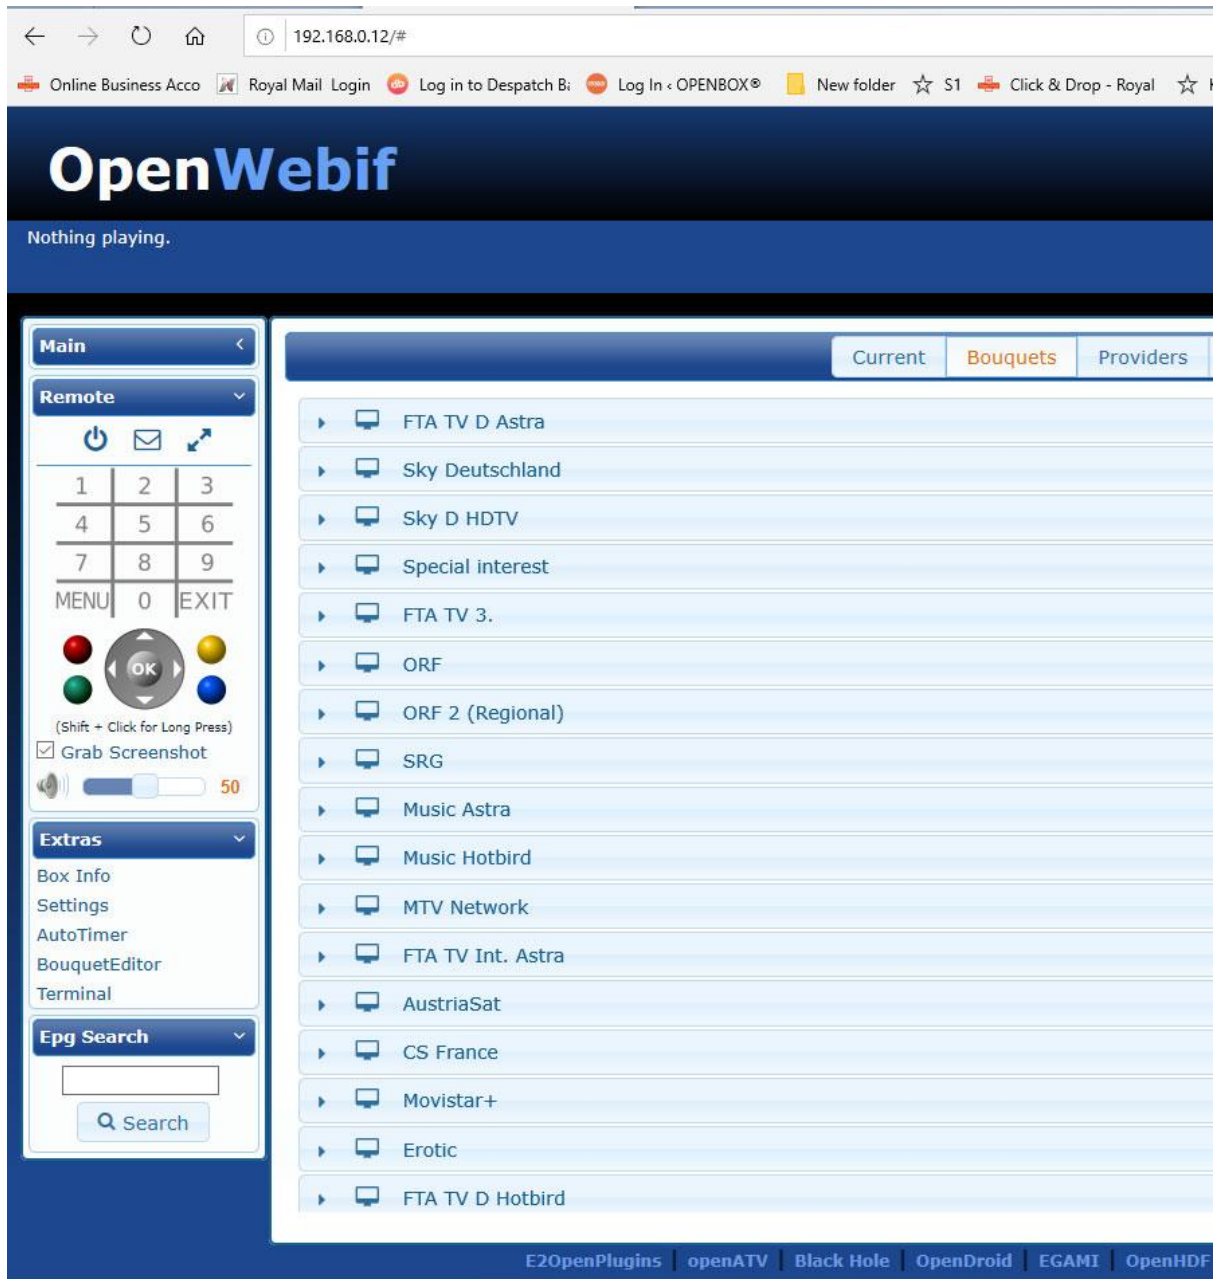 192.168.0.12/#
Online Business Acco Royal Mail Login Log in to Despatch Ba Log In ‹ OPENBOX® New folder S1 Click & Drop - Royal
OpenWebif
Nothing playing.
Main
Remote
1 2 3
4 5 6
7 8 9
MENU 0 EXIT
OK
(Shift + Click for Long Press)
Grab Screenshot
50
Extras
Box Info
Settings
AutoTimer
BouquetEditor
Terminal
Epg Search
Search
Current Bouquets Providers
FTA TV D Astra
Sky Deutschland
Sky D HDTV
Special interest
FTA TV 3.
ORF
ORF 2 (Regional)
SRG
Music Astra
Music Hotbird
MTV Network
FTA TV Int. Astra
AustriaSat
CS France
Movistar+
Erotic
FTA TV D Hotbird
E2OpenPlugins | openATV | Black Hole | OpenDroid | EGAMI | OpenHDF